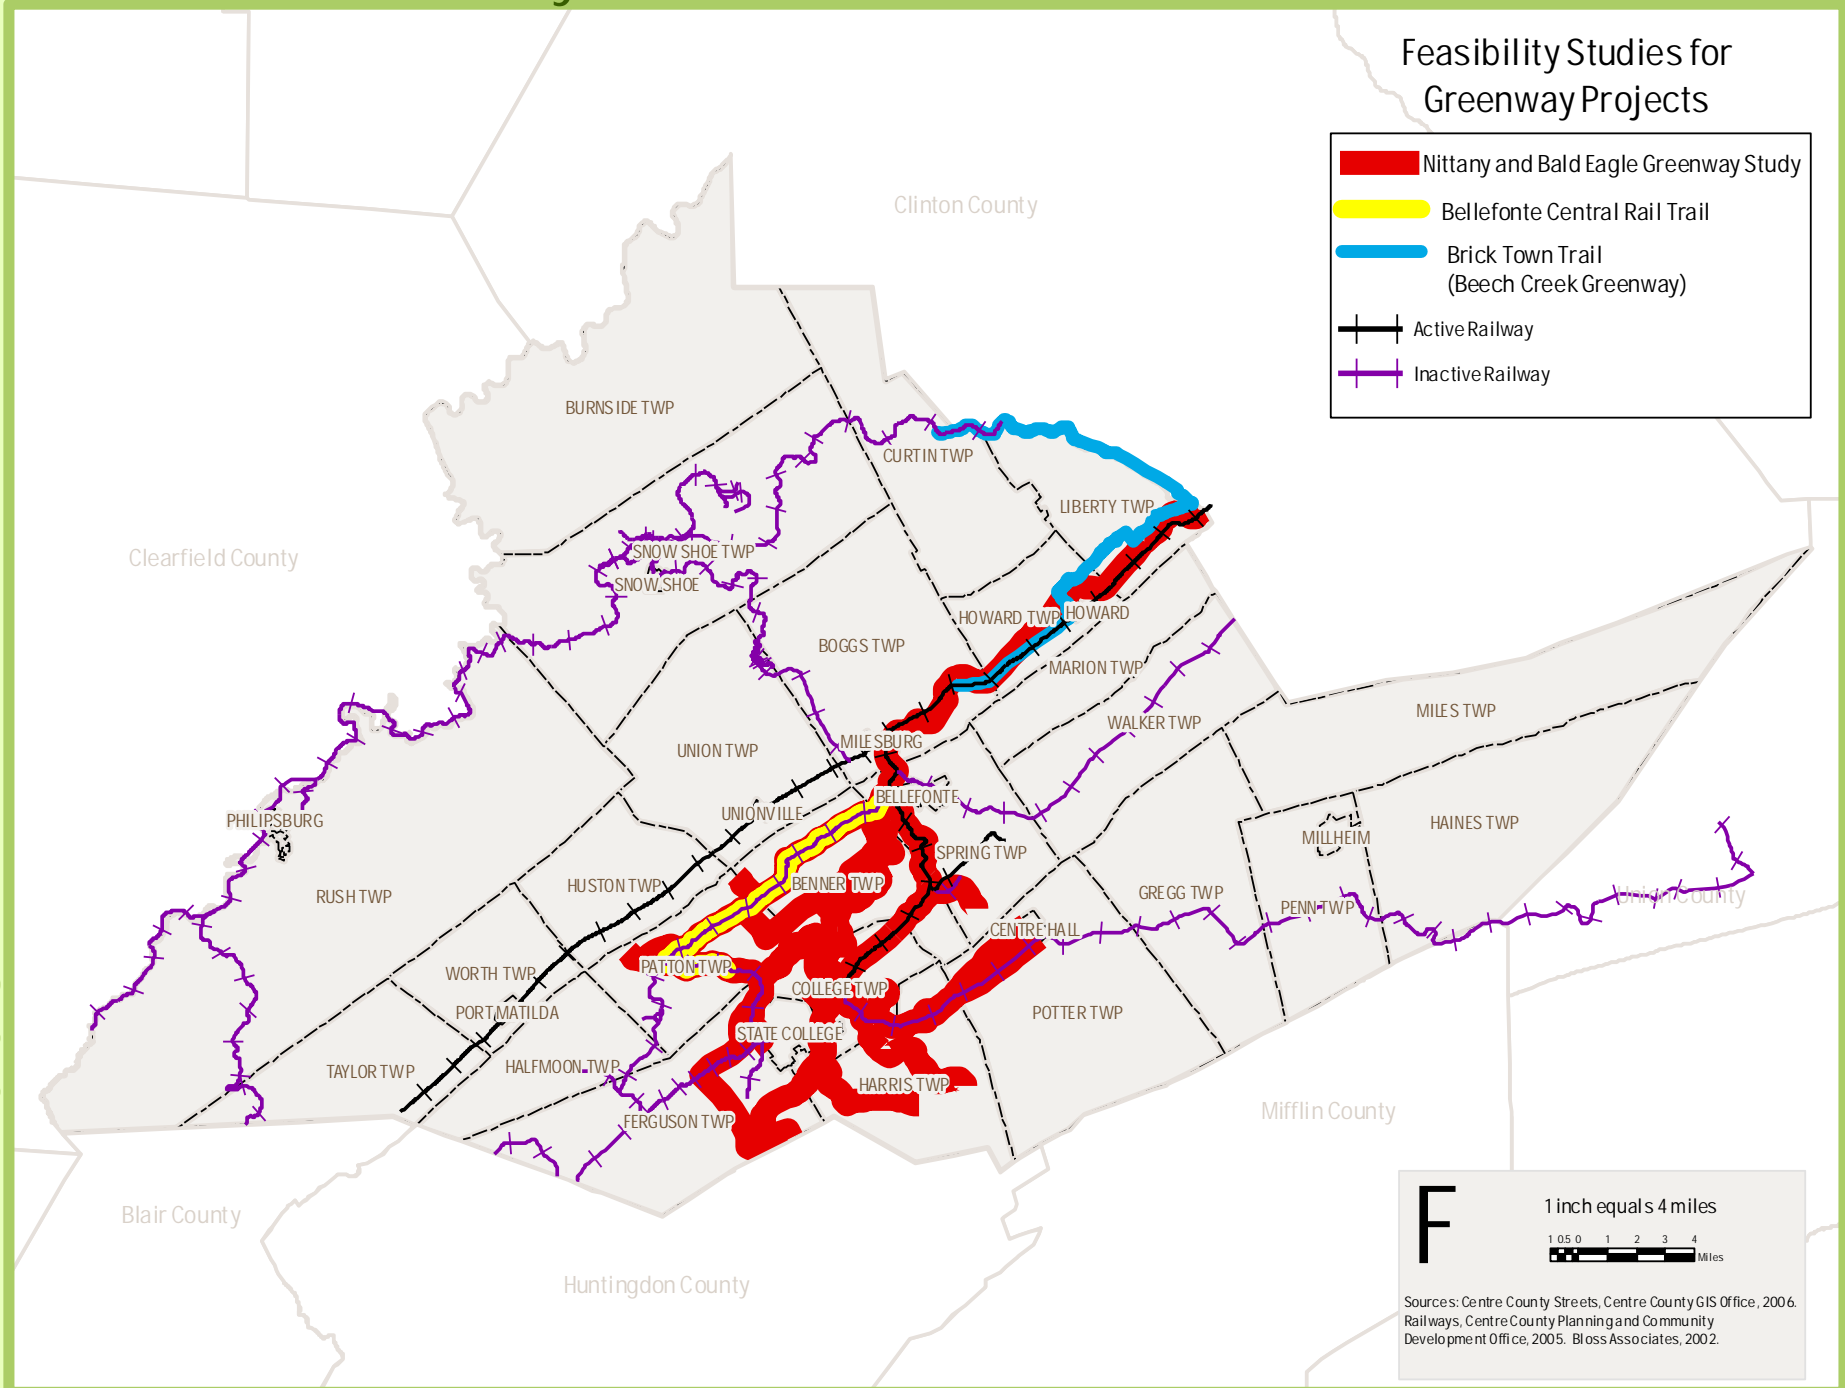 Feasibility Studies for
Greenway Projects
Nittany and Bald Eagle Greenway Study
Bellefonte Central Rail Trail
Brick Town Trail
(Beech Creek Greenway)
Active Railway
Inactive Railway
Clinton County
BURNSIDE TWP
CURTIN TWP
LIBERTY TWP
Clearfield County
SNOW SHOE TWP
SNOW SHOE
HOWARD TWP
HOWARD
BOGGS TWP
MARION TWP
MILES TWP
WALKER TWP
UNION TWP
MILESBURG
BELLEFONTE
UNIONVILLE
PHILIPSBURG
HAINES TWP
MILLHEIM
SPRING TWP
HUSTON TWP
BENNER TWP
RUSH TWP
GREGG TWP
PENN TWP
Union County
CENTRE HALL
PATTON TWP
WORTH TWP
COLLEGE TWP
PORT MATILDA
POTTER TWP
STATE COLLEGE
HALFMOON TWP
TAYLOR TWP
HARRIS TWP
FERGUSON TWP
Mifflin County
Blair County
Huntingdon County
F
1 inch equals 4 miles
1 0.5 0 1 2 3 4
Miles
Sources: Centre County Streets, Centre County GIS Office, 2006.
Railways, Centre County Planning and Community
Development Office, 2005. Bloss Associates, 2002.